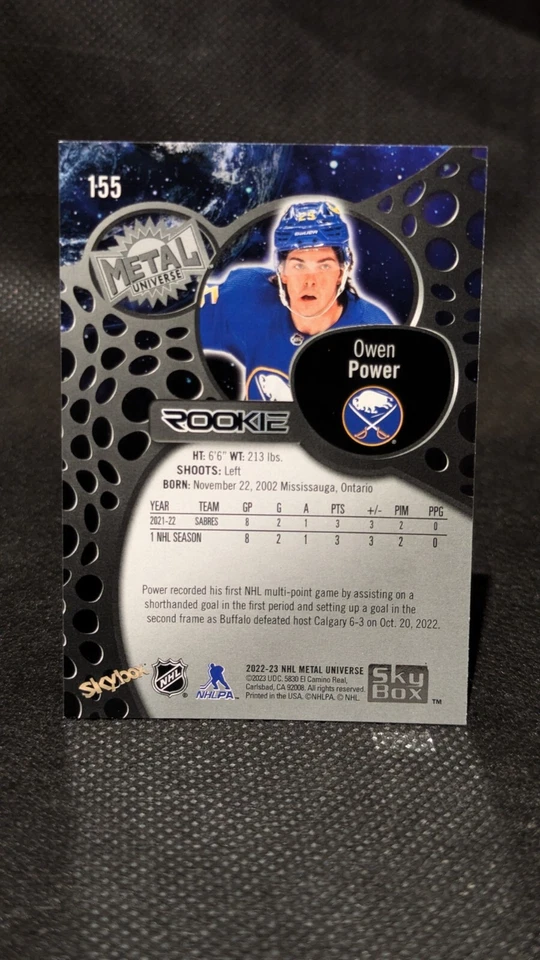 155
METAL
UNIVERSE
25
BAUER
Owen
Power
ROOKIE
HT: 6'6" WT: 213 lbs.
SHOOTS: Left
BORN: November 22, 2002 Mississauga, Ontario
YEAR TEAM GP G A PTS +/- PIM PPG
2021-22 SABRES 8 2 1 3 3 2 0
1 NHL SEASON 8 2 1 3 3 2 0
Power recorded his first NHL multi-point game by assisting on a
shorthanded goal in the first period and setting up a goal in the
second frame as Buffalo defeated host Calgary 6-3 on Oct. 20, 2022.
skybox NHL ® NHLPA™
2022-23 NHL METAL UNIVERSE
©2023 UDC. 5830 El Camino Real,
Carlsbad, CA 92008. All rights reserved.
Printed in the USA. ©NHLPA. © NHL.
Sky
Box ™